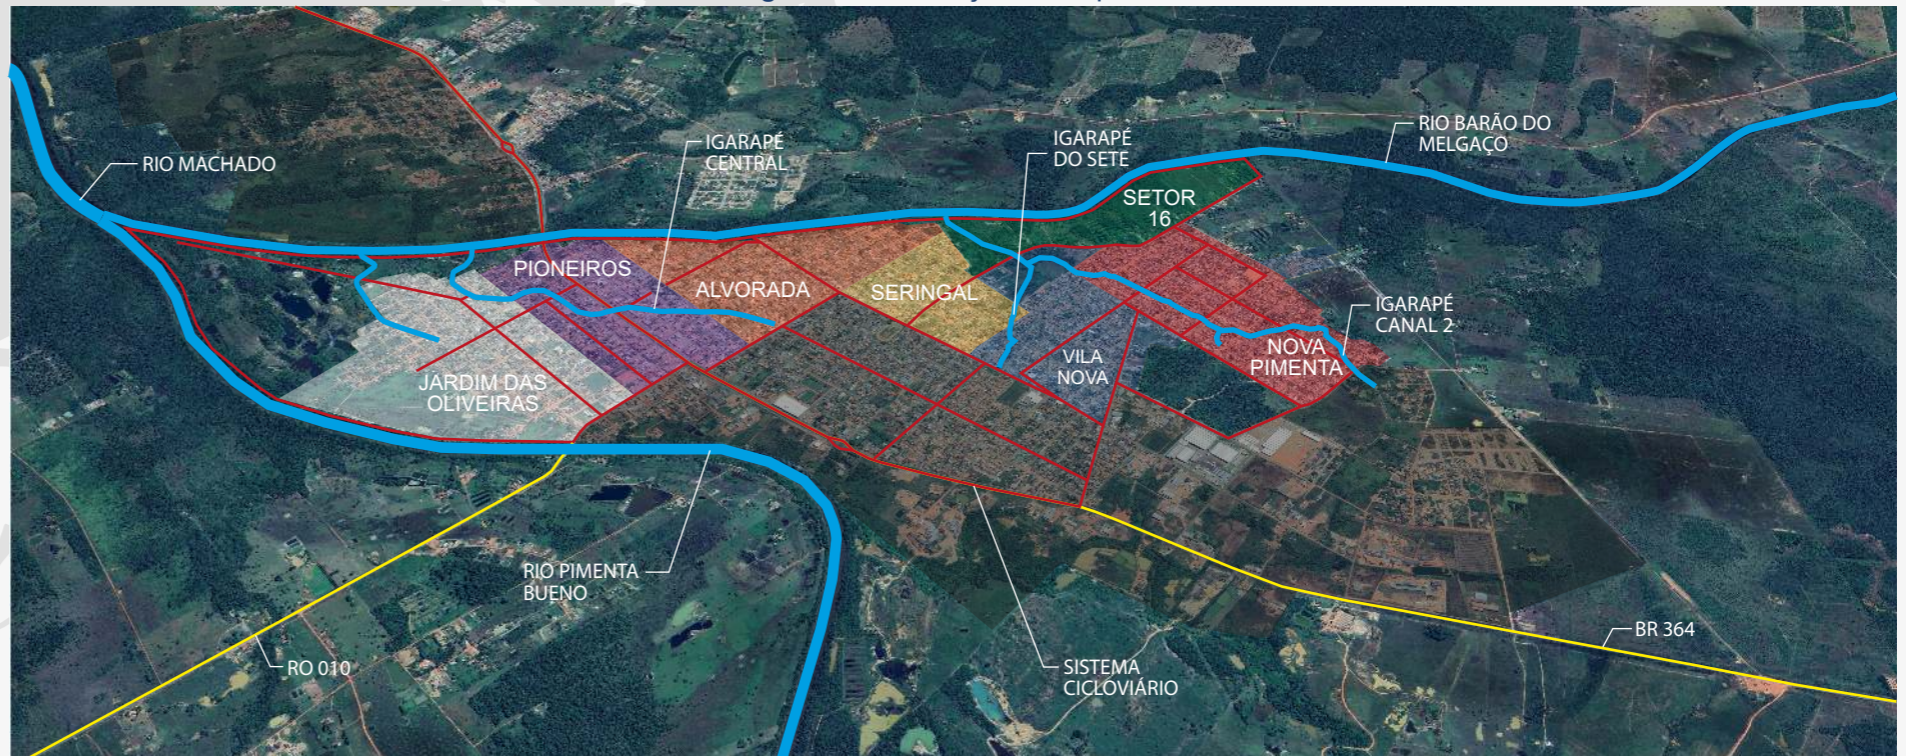 RIO MACHADO
IGARAPÉ
CENTRAL
IGARAPÉ
DO SETE
RIO BARÃO DO
MELGAÇO
SETOR
16
PIONEIROS
ALVORADA
SERINGAL
IGARAPÉ
CANAL 2
NOVA
PIMENTA
VILA
NOVA
JARDIM DAS
OLIVEIRAS
RIO PIMENTA
BUENO
RO 010
SISTEMA
CICLOVIÁRIO
BR 364